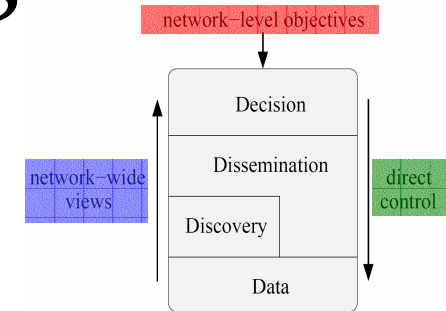 network-level objectives
Decision
Dissemination
network-wide
views
direct
control
Discovery
Data